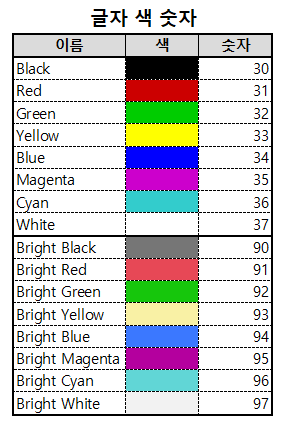 글자 색 숫자
이름 색 숫자
Black 30
Red 31
Green 32
Yellow 33
Blue 34
Magenta 35
Cyan 36
White 37
Bright Black 90
Bright Red 91
Bright Green 92
Bright Yellow 93
Bright Blue 94
Bright Magenta 95
Bright Cyan 96
Bright White 97